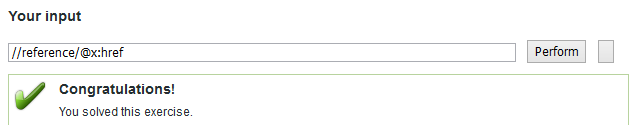 Your input
//reference/@x:href
Perform
Congratulations!
You solved this exercise.